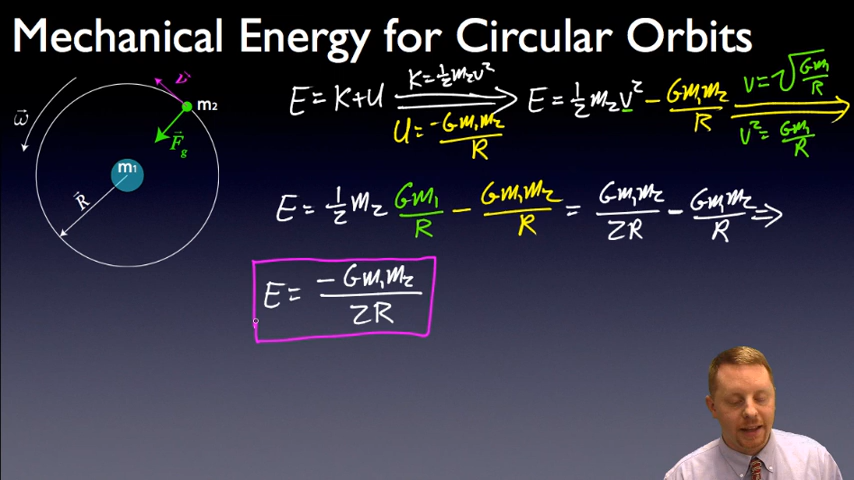 Mechanical Energy for Circular Orbits
v⃗
m₂
ω⃗
F⃗g
m₁
R⃗
E = K + U
K = ½m₂v²
U = -Gm₁m₂/R
E = ½m₂v² - Gm₁m₂/R
v = √(Gm₁/R)
v² = Gm₁/R
E = ½m₂ Gm₁/R - Gm₁m₂/R = Gm₁m₂/2R - Gm₁m₂/R ⇒
E = -Gm₁m₂/2R